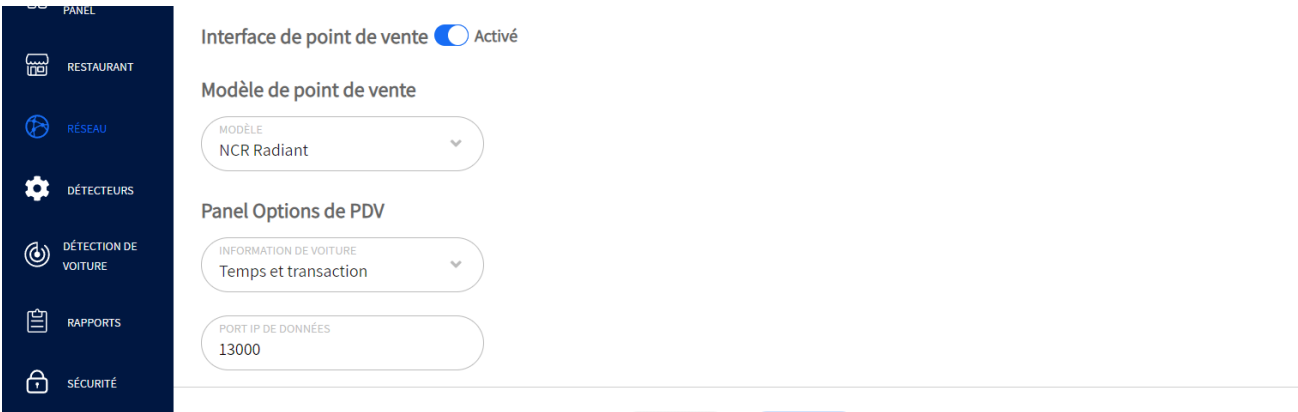 PANEL
RESTAURANT
RÉSEAU
DÉTECTEURS
DÉTECTION DE
VOITURE
RAPPORTS
SÉCURITÉ
Interface de point de vente Activé
Modèle de point de vente
MODÈLE
NCR Radiant
Panel Options de PDV
INFORMATION DE VOITURE
Temps et transaction
PORT IP DE DONNÉES
13000